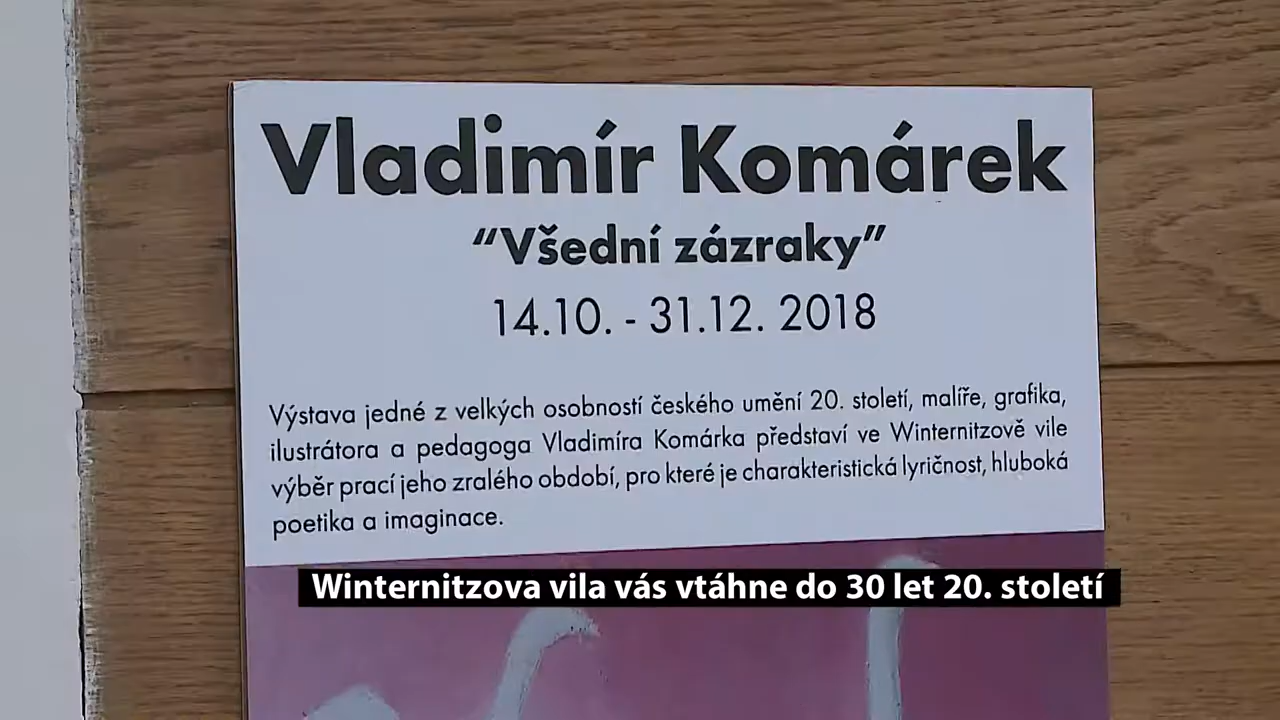 Vladimír Komárek
“Všední zázraky”
14.10. - 31.12. 2018
Výstava jedné z velkých osobností českého umění 20. století, malíře, grafika,
ilustrátora a pedagoga Vladimíra Komárka představí ve Winternitzově vile
výběr prací jeho zralého období, pro které je charakteristická lyričnost, hluboká
poetika a imaginace.
Winternitzova vila vás vtáhne do 30 let 20. století